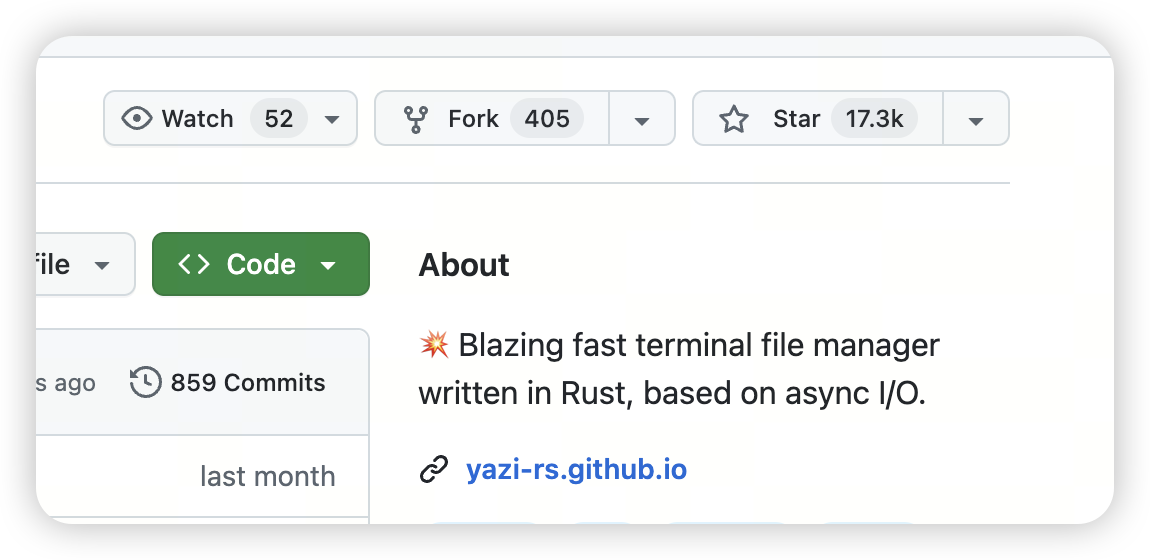 Watch 52
Fork 405
Star 17.3k
file
Code
About
💥 Blazing fast terminal file manager
written in Rust, based on async I/O.
s ago
859 Commits
last month
yazi-rs.github.io